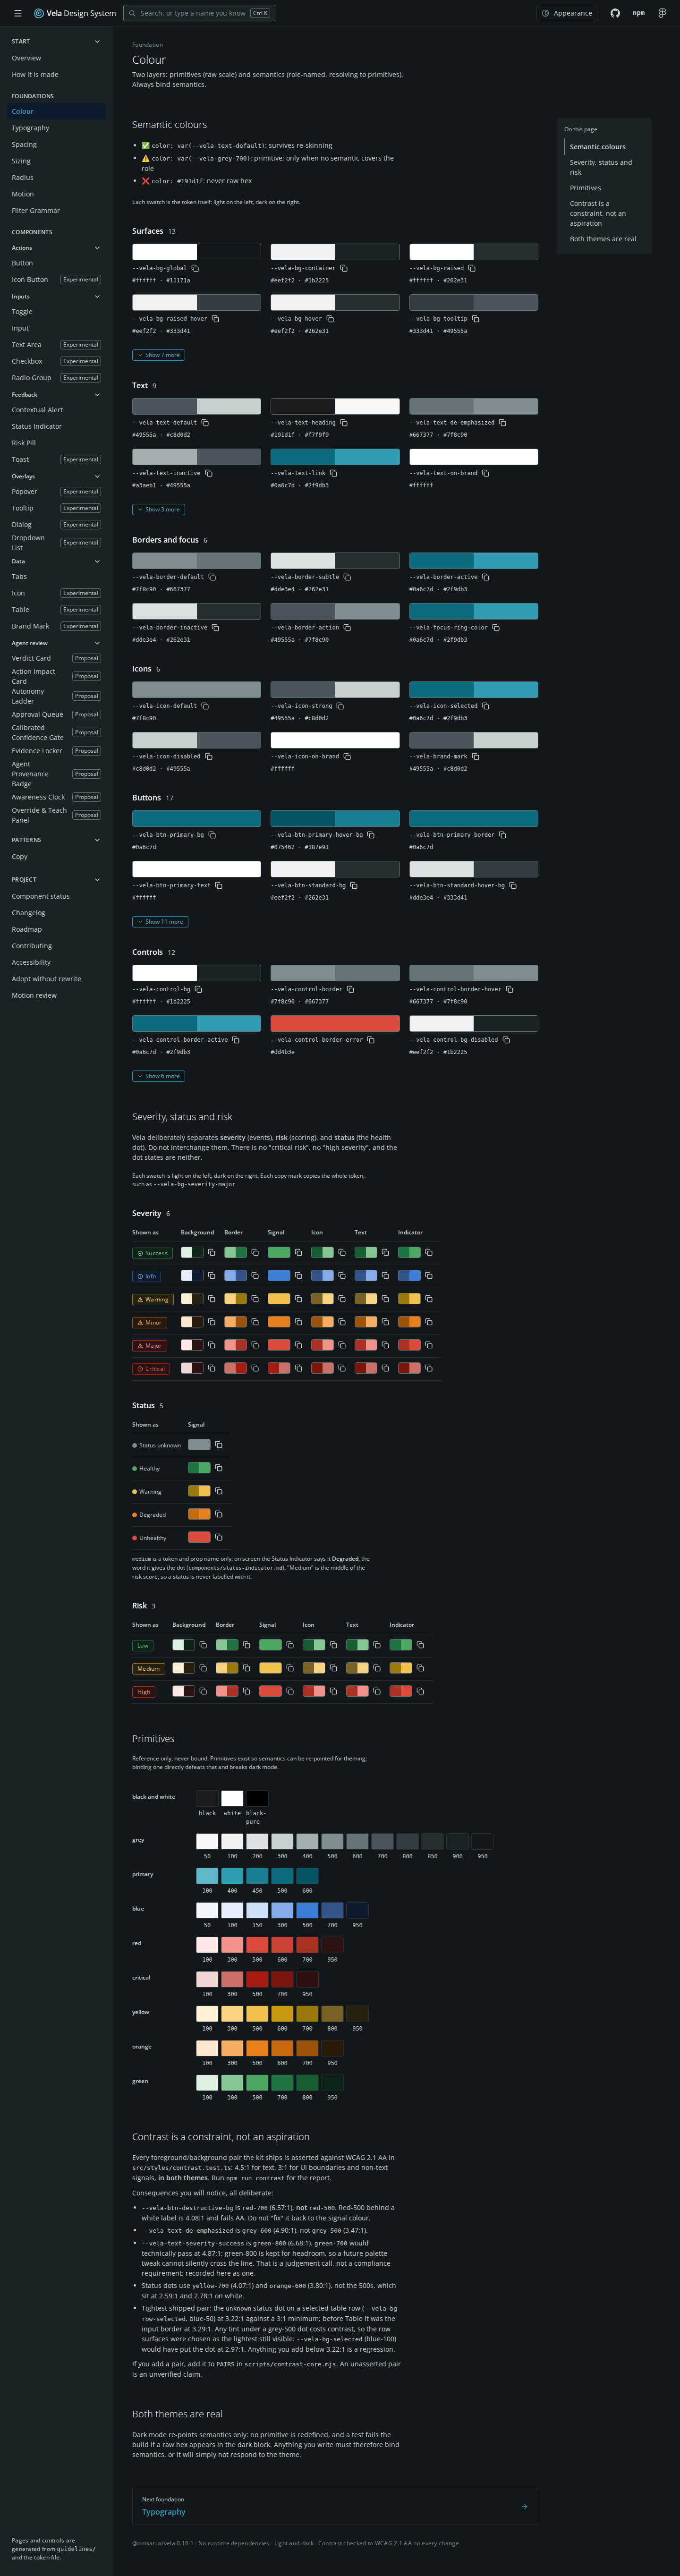 Vela Design System
Search, or type a name you know
Ctrl K
Appearance
npm
START
Overview
How it is made
FOUNDATIONS
Colour
Typography
Spacing
Sizing
Radius
Motion
Filter Grammar
COMPONENTS
Actions
Button
Icon Button Experimental
Inputs
Toggle
Input
Text Area Experimental
Checkbox Experimental
Radio Group Experimental
Feedback
Contextual Alert
Status Indicator
Risk Pill
Toast Experimental
Overlays
Popover Experimental
Tooltip Experimental
Dialog Experimental
Dropdown List Experimental
Data
Tabs
Icon Experimental
Table Experimental
Brand Mark Experimental
Agent review
Verdict Card Proposal
Action Impact Card Proposal
Autonomy Ladder Proposal
Approval Queue Proposal
Calibrated Confidence Gate Proposal
Evidence Locker Proposal
Agent Provenance Badge Proposal
Awareness Clock Proposal
Override & Teach Panel Proposal
PATTERNS
Copy
PROJECT
Component status
Changelog
Roadmap
Contributing
Accessibility
Adopt without rewrite
Motion review
Pages and controls are
generated from guidelines/
and the token file.
Foundation
Colour
Two layers: primitives (raw scale) and semantics (role-named, resolving to primitives).
Always bind semantics.
On this page
Semantic colours
Severity, status and
risk
Primitives
Contrast is a
constraint, not an
aspiration
Both themes are real
Semantic colours
✅ color: var(--vela-text-default): survives re-skinning
⚠️ color: var(--vela-grey-700): primitive; only when no semantic covers the
role
❌ color: #191d1f: never raw hex
Each swatch is the token itself: light on the left, dark on the right.
Surfaces 13
--vela-bg-global --vela-bg-container --vela-bg-raised
#ffffff · #11171a #eef2f2 · #1b2225 #ffffff · #262e31
--vela-bg-raised-hover --vela-bg-hover --vela-bg-tooltip
#eef2f2 · #333d41 #eef2f2 · #262e31 #333d41 · #49555a
Show 7 more
Text 9
--vela-text-default --vela-text-heading --vela-text-de-emphasized
#49555a · #c8d0d2 #191d1f · #f7f9f9 #667377 · #7f8c90
--vela-text-inactive --vela-text-link --vela-text-on-brand
#a3aeb1 · #49555a #0a6c7d · #2f9db3 #ffffff
Show 3 more
Borders and focus 6
--vela-border-default --vela-border-subtle --vela-border-active
#7f8c90 · #667377 #dde3e4 · #262e31 #0a6c7d · #2f9db3
--vela-border-inactive --vela-border-action --vela-focus-ring-color
#dde3e4 · #262e31 #49555a · #7f8c90 #0a6c7d · #2f9db3
Icons 6
--vela-icon-default --vela-icon-strong --vela-icon-selected
#7f8c90 #49555a · #c8d0d2 #0a6c7d · #2f9db3
--vela-icon-disabled --vela-icon-on-brand --vela-brand-mark
#c8d0d2 · #49555a #ffffff #49555a · #c8d0d2
Buttons 17
--vela-btn-primary-bg --vela-btn-primary-hover-bg --vela-btn-primary-border
#0a6c7d #075462 · #187e91 #0a6c7d
--vela-btn-primary-text --vela-btn-standard-bg --vela-btn-standard-hover-bg
#ffffff #eef2f2 · #262e31 #dde3e4 · #333d41
Show 11 more
Controls 12
--vela-control-bg --vela-control-border --vela-control-border-hover
#ffffff · #1b2225 #7f8c90 · #667377 #667377 · #7f8c90
--vela-control-border-active --vela-control-border-error --vela-control-bg-disabled
#0a6c7d · #2f9db3 #dd4b3e #eef2f2 · #1b2225
Show 6 more
Severity, status and risk
Vela deliberately separates severity (events), risk (scoring), and status (the health
dot). Do not interchange them. There is no "critical risk", no "high severity", and the
dot states are neither.
Each swatch is light on the left, dark on the right. Each copy mark copies the whole token,
such as --vela-bg-severity-major.
Severity 6
Shown as Background Border Signal Icon Text Indicator
Success
Info
Warning
Minor
Major
Critical
Status 5
Shown as Signal
Status unknown
Healthy
Warning
Degraded
Unhealthy
medium is a token and prop name only: on screen the Status Indicator says it Degraded, the
word it gives the dot (components/status-indicator.md). "Medium" is the middle of the
risk score, so a status is never labelled with it.
Risk 3
Shown as Background Border Signal Icon Text Indicator
Low
Medium
High
Primitives
Reference only, never bound. Primitives exist so semantics can be re-pointed for theming;
binding one directly defeats that and breaks dark mode.
black and white
black white black-
pure
grey
50 100 200 300 400 500 600 700 800 850 900 950
primary
300 400 450 500 600
blue
50 100 150 300 500 700 950
red
100 300 500 600 700 950
critical
100 300 500 700 950
yellow
100 300 500 600 700 800 950
orange
100 300 500 600 700 950
green
100 300 500 700 800 950
Contrast is a constraint, not an aspiration
Every foreground/background pair the kit ships is asserted against WCAG 2.1 AA in
src/styles/contrast.test.ts: 4.5:1 for text, 3:1 for UI boundaries and non-text
signals, in both themes. Run npm run contrast for the report.
Consequences you will notice, all deliberate:
--vela-btn-destructive-bg is red-700 (6.57:1), not red-500. Red-500 behind a
white label is 4.08:1 and fails AA. Do not "fix" it back to the signal colour.
--vela-text-de-emphasized is grey-600 (4.90:1), not grey-500 (3.47:1).
--vela-text-severity-success is green-800 (6.68:1). green-700 would
technically pass at 4.87:1; green-800 is kept for headroom, so a future palette
tweak cannot silently cross the line. That is a judgement call, not a compliance
requirement: recorded here as one.
Status dots use yellow-700 (4.07:1) and orange-600 (3.80:1), not the 500s, which
sit at 2.59:1 and 2.78:1 on white.
Tightest shipped pair: the unknown status dot on a selected table row (--vela-bg-
row-selected, blue-50) at 3.22:1 against a 3:1 minimum; before Table it was the
input border at 3.29:1. Any tint under a grey-500 dot costs contrast, so the row
surfaces were chosen as the lightest still visible; --vela-bg-selected (blue-100)
would have put the dot at 2.97:1. Anything you add below 3.22:1 is a regression.
If you add a pair, add it to PAIRS in scripts/contrast-core.mjs. An unasserted pair
is an unverified claim.
Both themes are real
Dark mode re-points semantics only: no primitive is redefined, and a test fails the
build if a raw hex appears in the dark block. Anything you write must therefore bind
semantics, or it will simply not respond to the theme.
Next foundation
Typography
@omkarux/vela 0.16.1 · No runtime dependencies · Light and dark · Contrast checked to WCAG 2.1 AA on every change